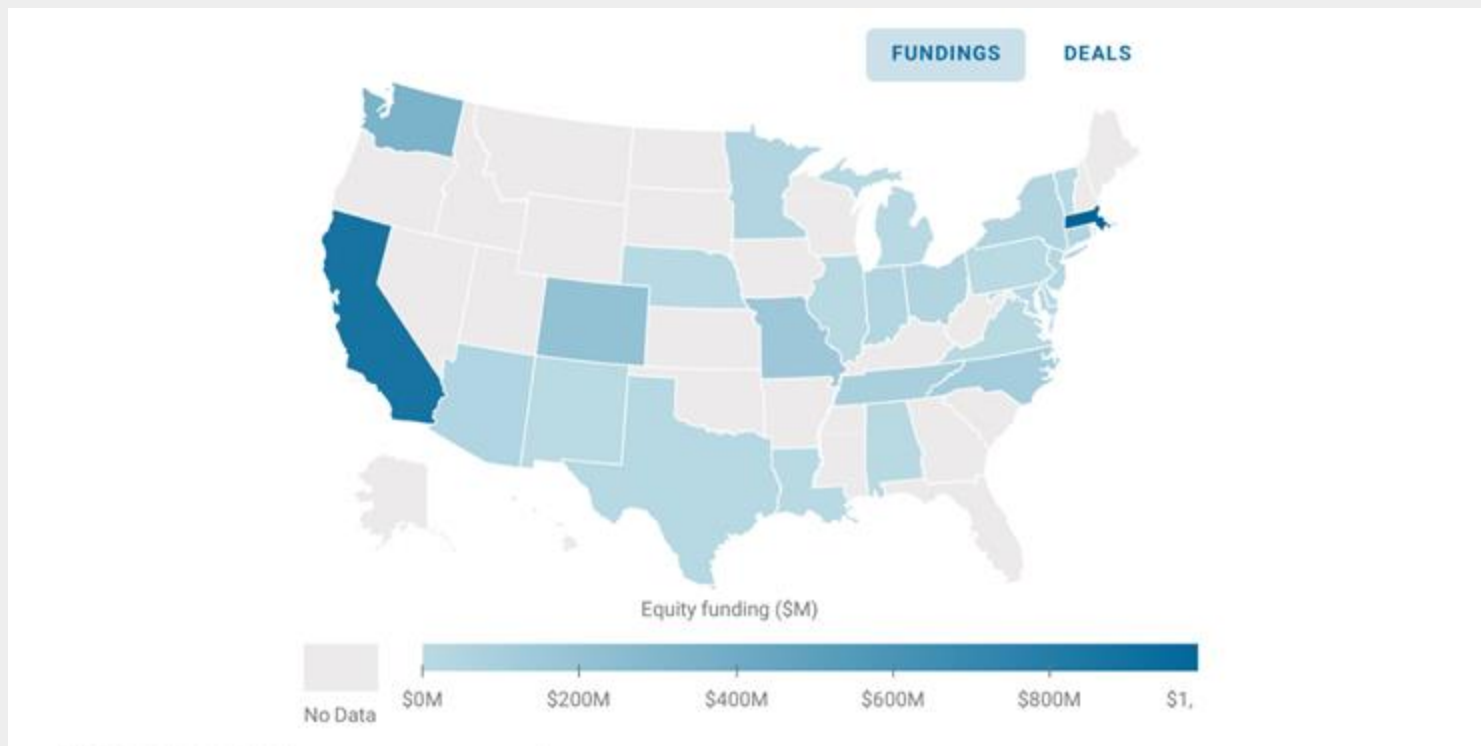 FUNDINGS DEALS
Equity funding ($M)
No Data $0M $200M $400M $600M $800M $1,